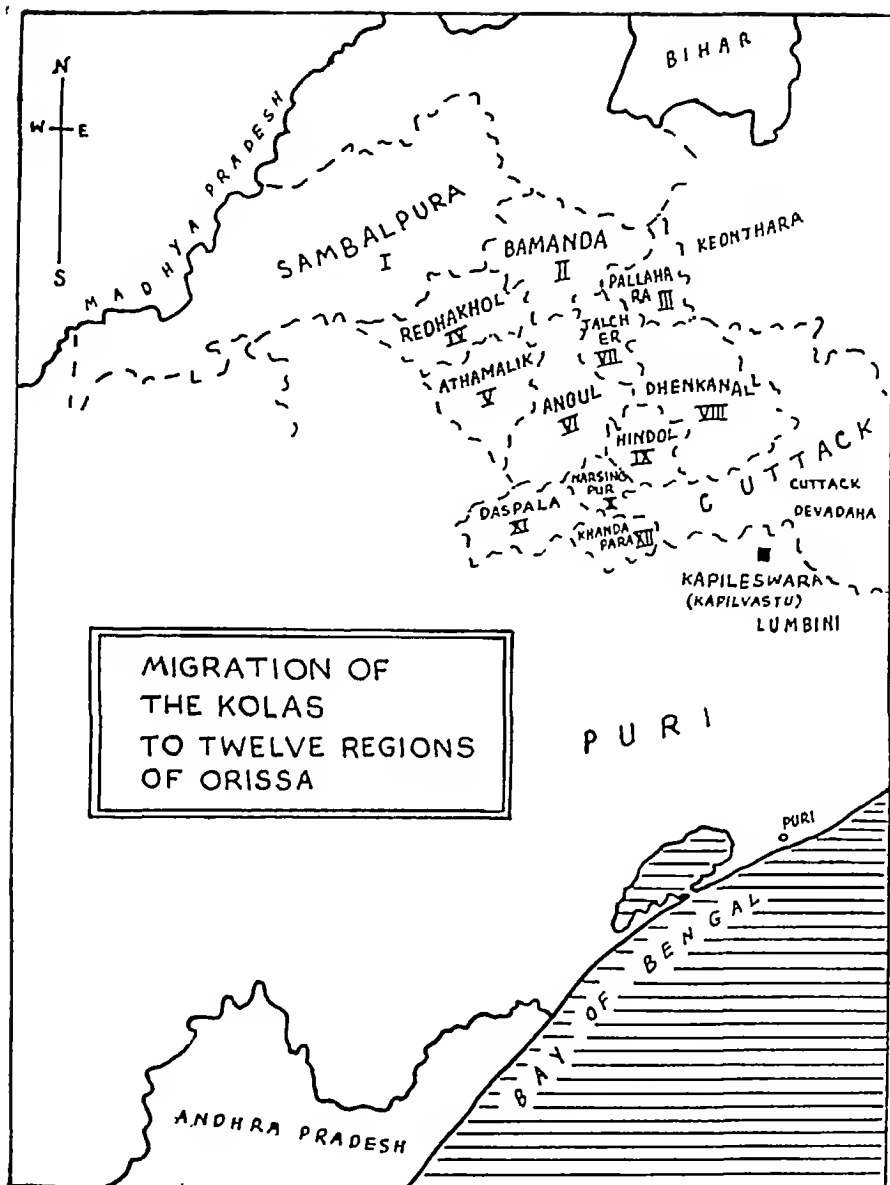 BIHAR
N
W E
S
MADHYA PRADESH
SAMBALPURA
I
BAMANDA
II
KEONTHARA
PALLAHA
RA III
REDHAKHOL
IV
TALCH
ER
VII
ATHAMALIK
V
ANGUL
VI
DHENKANAL
VIII
HINDOL
IX
NARSING
PUR
X
CUTTACK
CUTTACK
DEVADAHA
DASPALA
XI
KHANDA
PARA XII
KAPILESWARA
(KAPILVASTU)
LUMBINI
MIGRATION OF
THE KOLAS
TO TWELVE REGIONS
OF ORISSA
PURI
PURI
BAY OF BENGAL
ANDHRA PRADESH